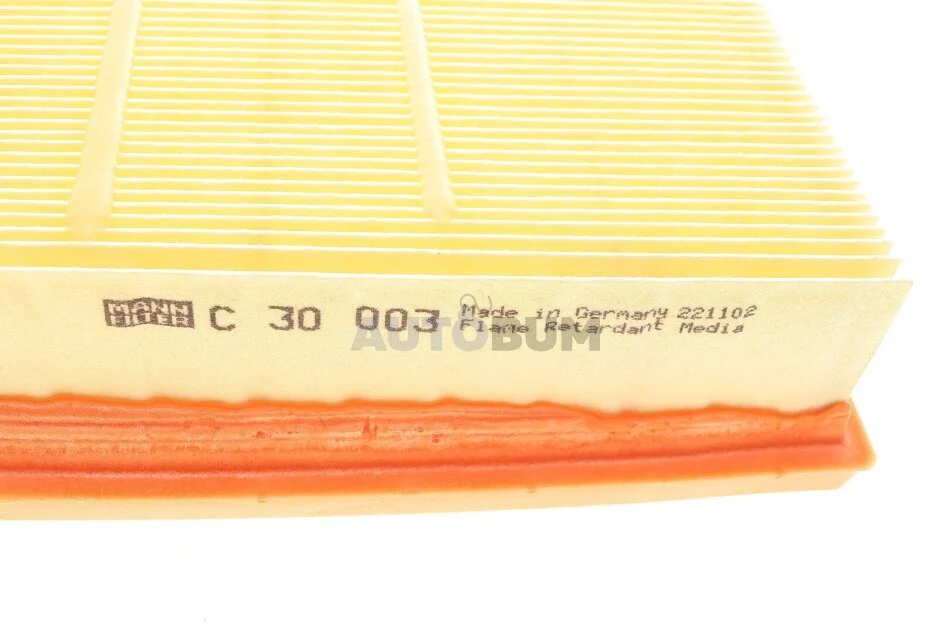 MANN FILTER C 30 003 Made in Germany 221102
Flame Retardant Media
AUTOBUM